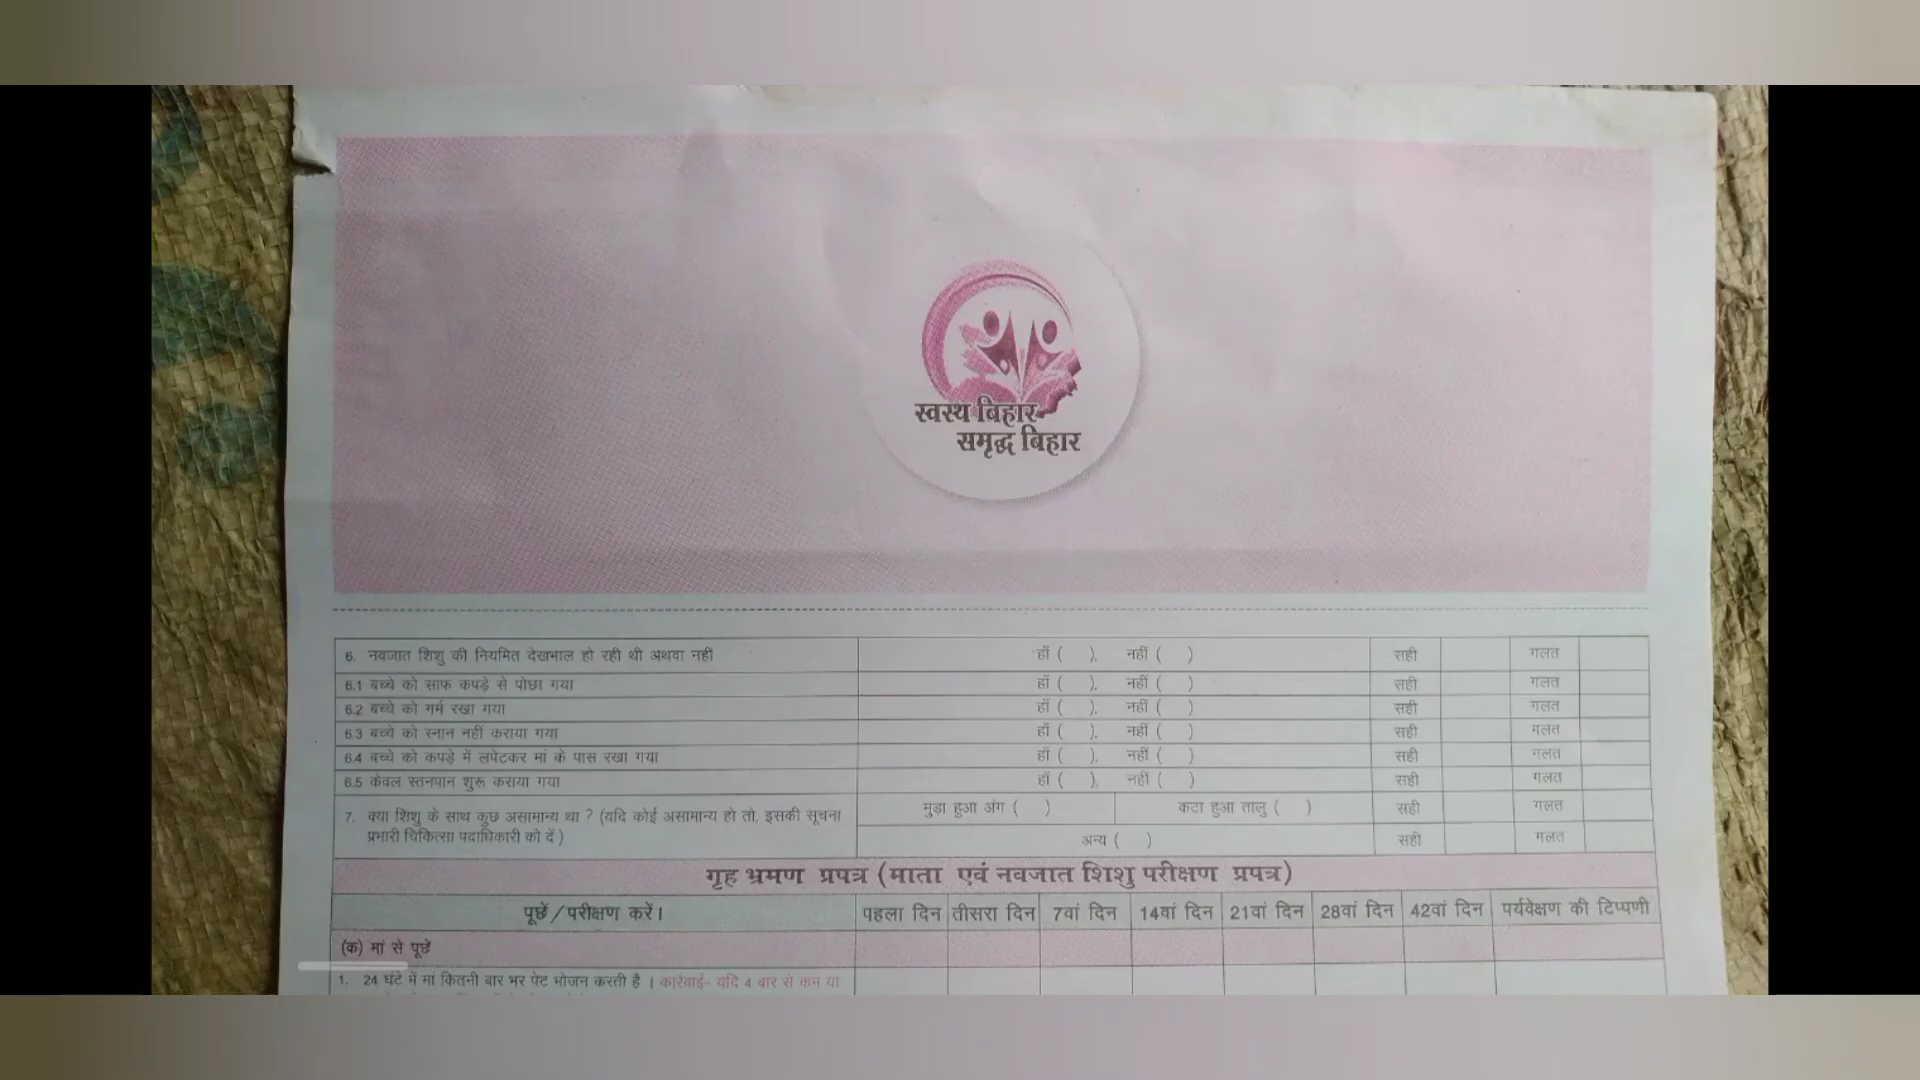 स्वस्थ बिहार
समृद्ध बिहार
6. नवजात शिशु की नियमित देखभाल हो रही थी अथवा नहीं हाँ ( ), नहीं ( ) सही गलत
6.1 बच्चे को साफ कपड़े से पोछा गया हाँ ( ), नहीं ( ) सही गलत
6.2 बच्चे को गर्म रखा गया हाँ ( ), नहीं ( ) सही गलत
6.3 बच्चे को स्नान नहीं कराया गया हाँ ( ), नहीं ( ) सही गलत
6.4 बच्चे को कपड़े में लपेटकर मां के पास रखा गया हाँ ( ), नहीं ( ) सही गलत
6.5 केवल स्तनपान शुरू कराया गया हाँ ( ), नहीं ( ) सही गलत
7. क्या शिशु के साथ कुछ असामान्य था ? (यदि कोई असामान्य हो तो, इसकी सूचना
प्रभारी चिकित्सा पदाधिकारी को दें )
मुड़ा हुआ अंग ( ) कटा हुआ तालु ( ) सही गलत
अन्य ( ) सही गलत
गृह भ्रमण प्रपत्र (माता एवं नवजात शिशु परीक्षण प्रपत्र)
पूछें/परीक्षण करें। पहला दिन तीसरा दिन 7वां दिन 14वां दिन 21वां दिन 28वां दिन 42वां दिन पर्यवेक्षण की टिप्पणी
(क) मां से पूछें
1. 24 घंटे में मां कितनी बार भर पेट भोजन करती है । कार्रवाई- यदि 4 बार से कम या